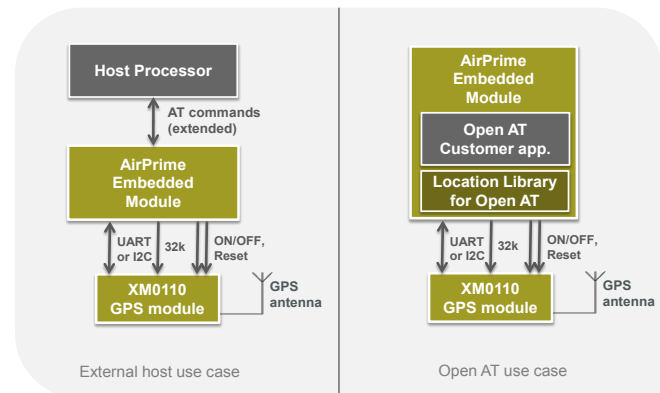 Host Processor
AT commands
(extended)
AirPrime
Embedded
Module
UART
or I2C
32k
ON/OFF,
Reset
XM0110
GPS module
GPS
antenna
External host use case
AirPrime
Embedded
Module
Open AT
Customer app.
Location Library
for Open AT
UART
or I2C
32k
ON/OFF,
Reset
XM0110
GPS module
GPS
antenna
Open AT use case